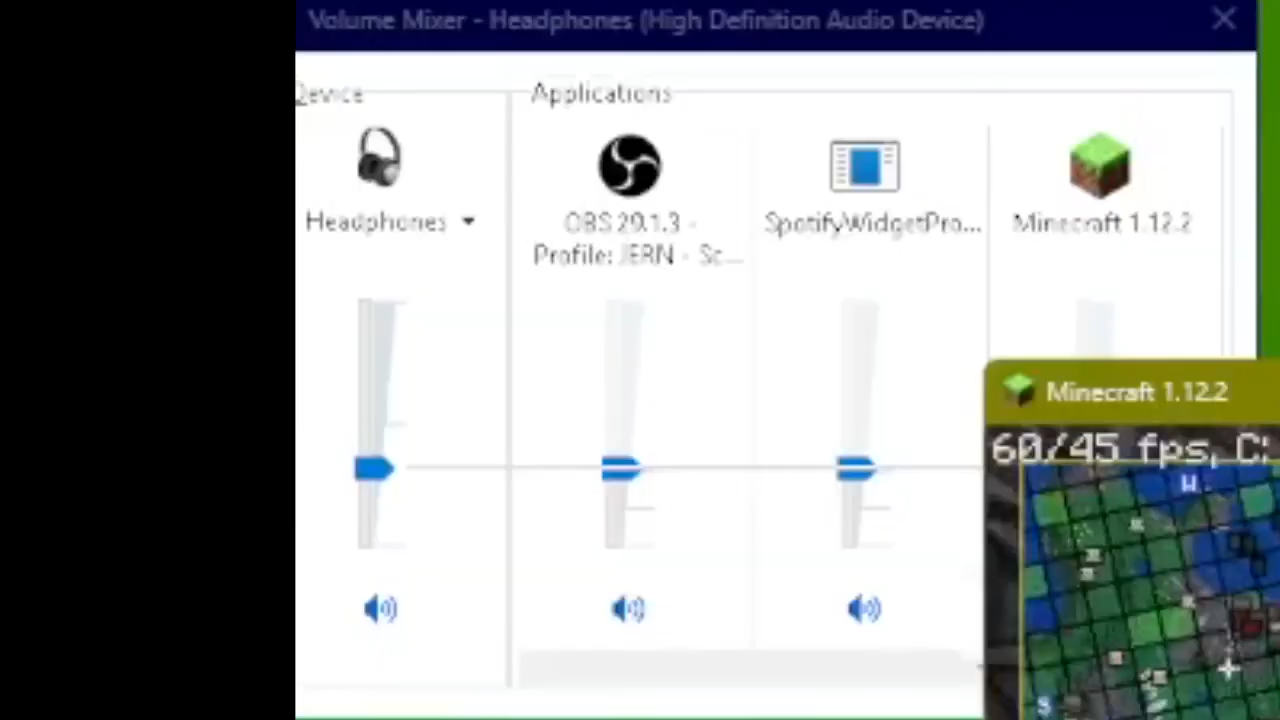 Volume Mixer - Headphones (High Definition Audio Device)
Device
Applications
Headphones
OBS 29.1.3 -
Profile: JERN - Sc...
SpotifyWidgetPro...
Minecraft 1.12.2
Minecraft 1.12.2
60/45 fps, C:
W
S